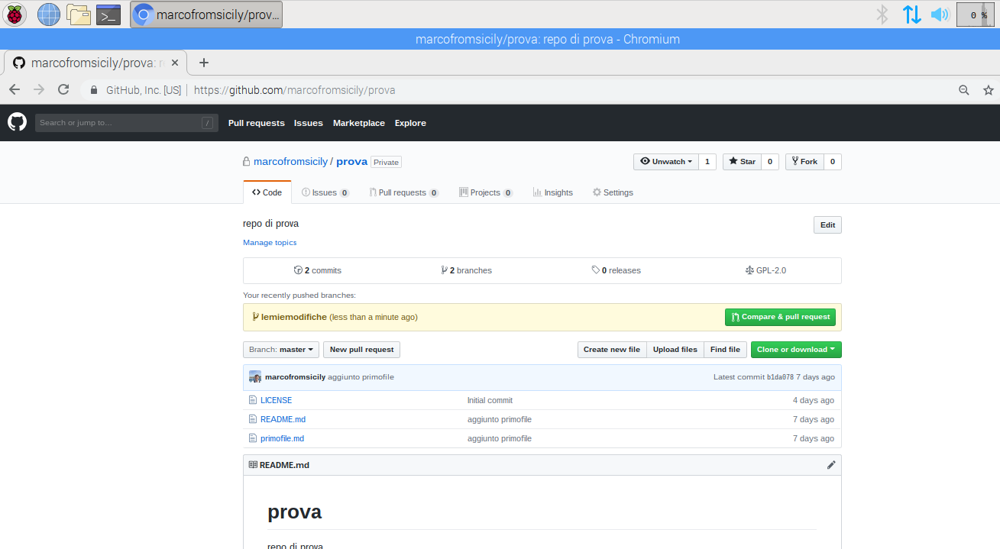 marcofromsicily/prov...
0 %
marcofromsicily/prova: repo di prova - Chromium
marcofromsicily/prova: r
GitHub, Inc. [US] https://github.com/marcofromsicily/prova
Search or jump to... / Pull requests Issues Marketplace Explore
marcofromsicily / prova Private Unwatch 1 Star 0 Fork 0
Code Issues 0 Pull requests 0 Projects 0 Insights Settings
repo di prova Edit
Manage topics
2 commits 2 branches 0 releases GPL-2.0
Your recently pushed branches:
lemiemodifiche (less than a minute ago) Compare & pull request
Branch: master New pull request Create new file Upload files Find file Clone or download
marcofromsicily aggiunto primofile Latest commit b1da078 7 days ago
LICENSE Initial commit 4 days ago
README.md aggiunto primofile 7 days ago
primofile.md aggiunto primofile 7 days ago
README.md
prova
repo di prova